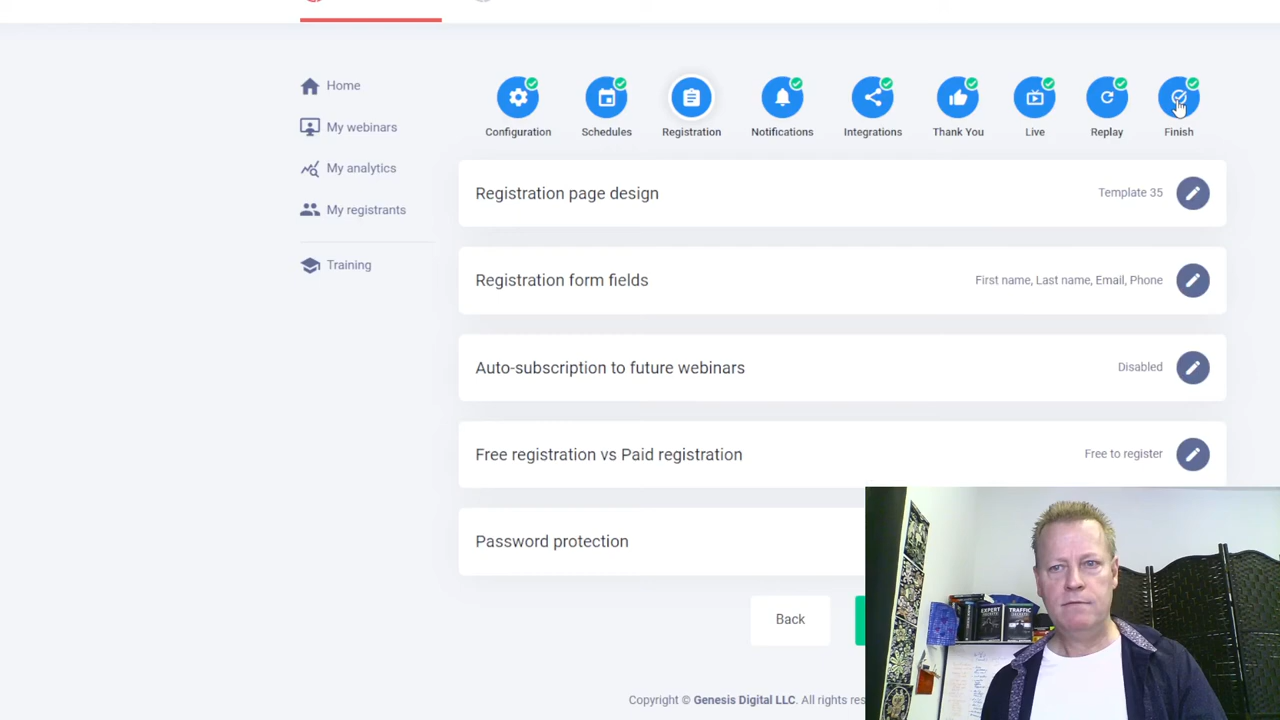 Home
My webinars
My analytics
My registrants
Training
Configuration
Schedules
Registration
Notifications
Integrations
Thank You
Live
Replay
Finish
Registration page design
Template 35
Registration form fields
First name, Last name, Email, Phone
Auto-subscription to future webinars
Disabled
Free registration vs Paid registration
Free to register
Password protection
Back
Copyright © Genesis Digital LLC. All rights res
EXPERT
TRAFFIC